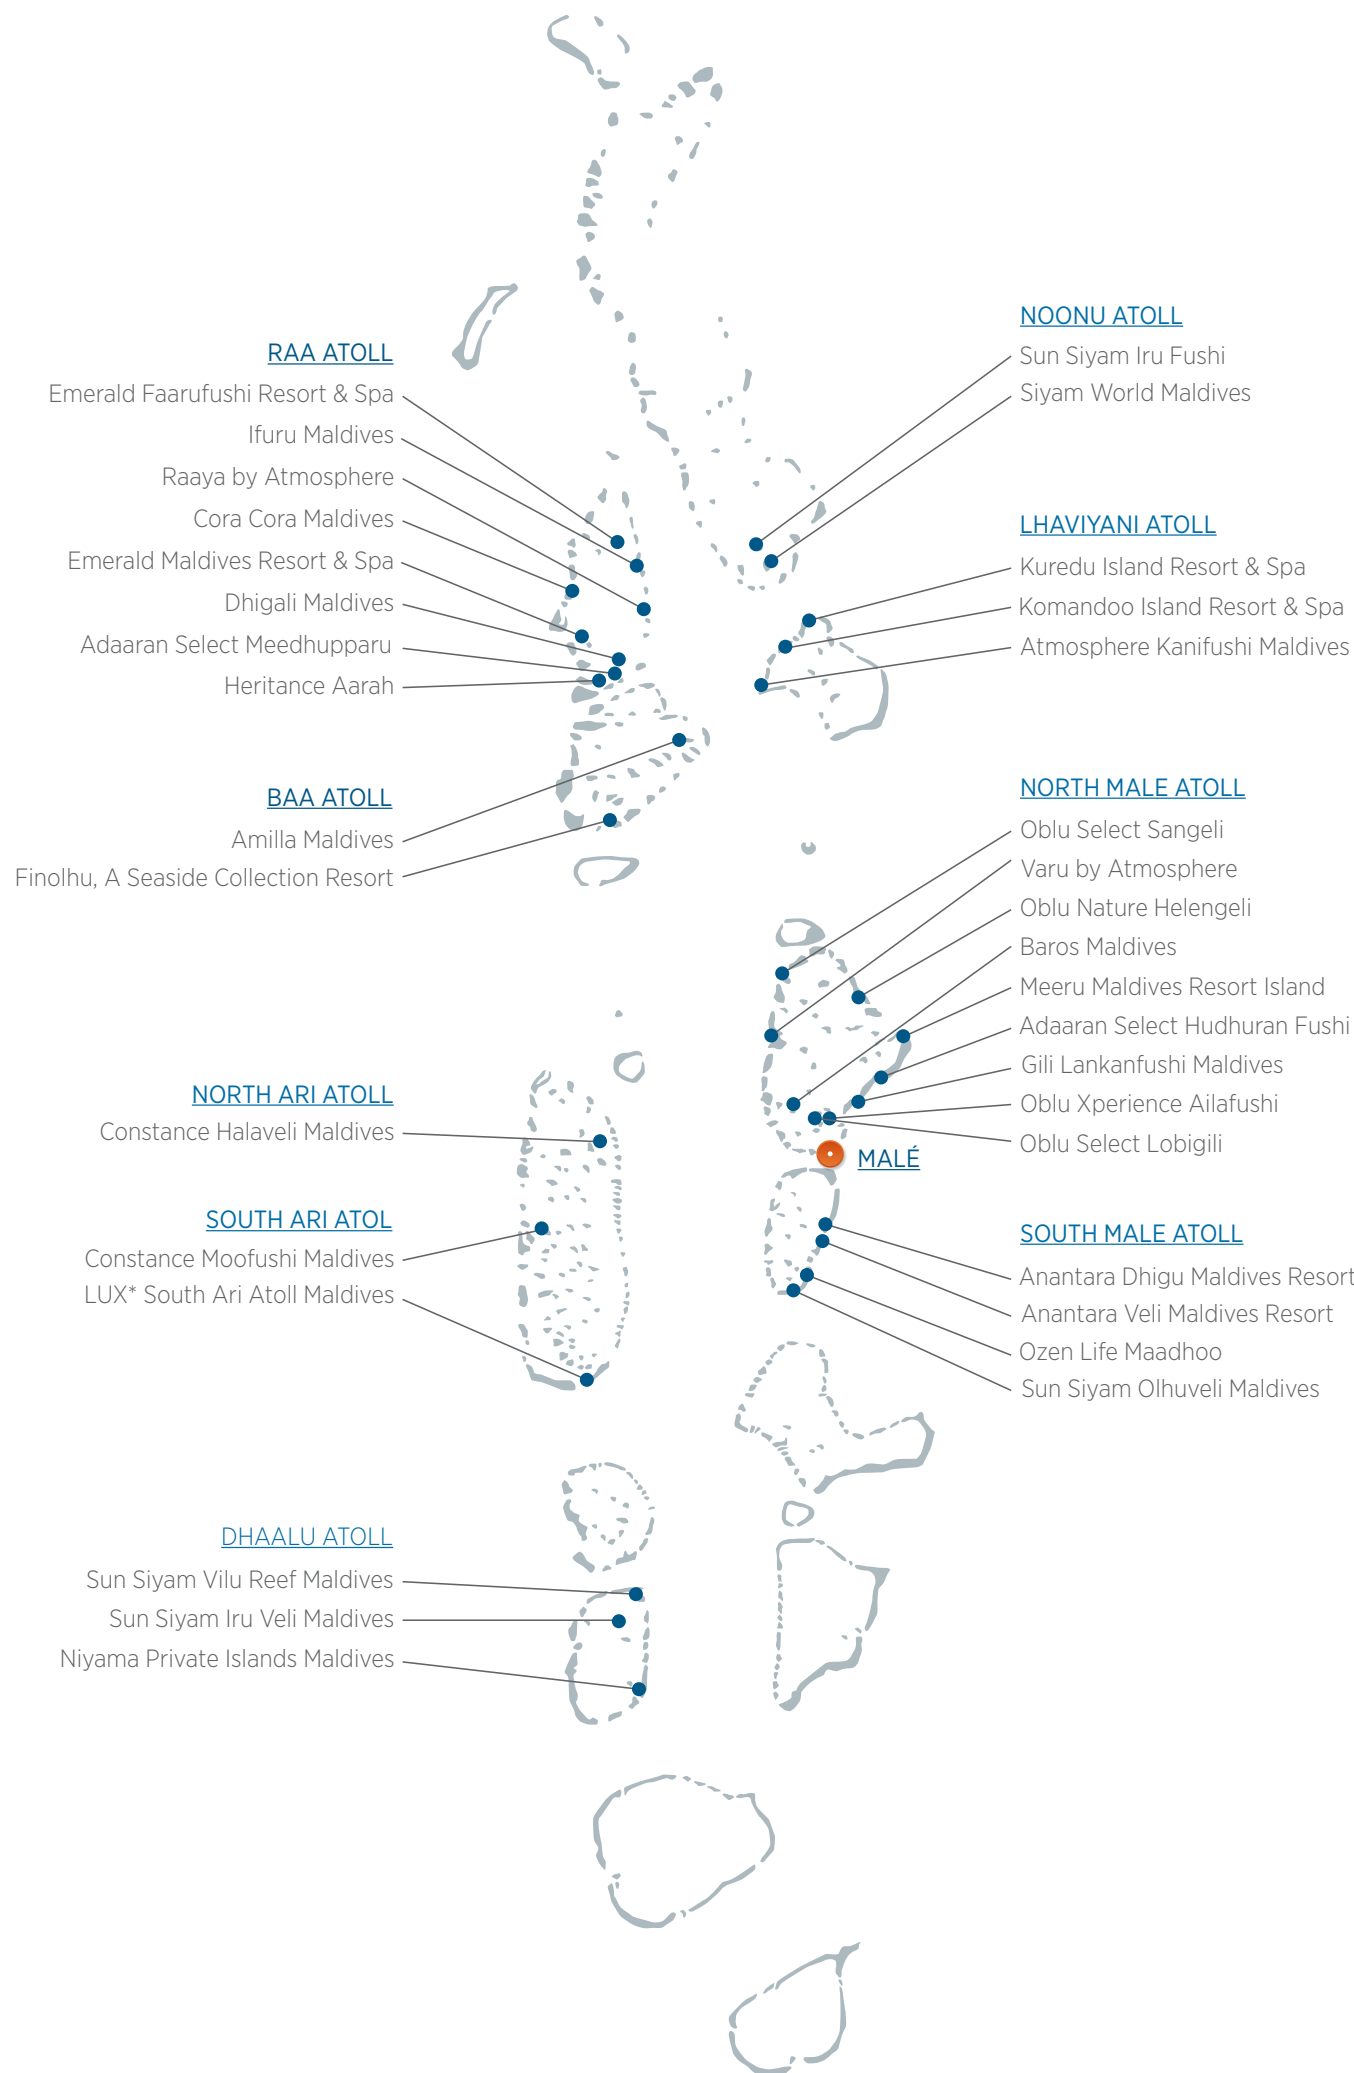 RAA ATOLL
Emerald Faarufushi Resort & Spa
Ifuru Maldives
Raaya by Atmosphere
Cora Cora Maldives
Emerald Maldives Resort & Spa
Dhigali Maldives
Adaaran Select Meedhupparu
Heritance Aarah
BAA ATOLL
Amilla Maldives
Finolhu, A Seaside Collection Resort
NORTH ARI ATOLL
Constance Halaveli Maldives
SOUTH ARI ATOL
Constance Moofushi Maldives
LUX* South Ari Atoll Maldives
DHAALU ATOLL
Sun Siyam Vilu Reef Maldives
Sun Siyam Iru Veli Maldives
Niyama Private Islands Maldives
NOONU ATOLL
Sun Siyam Iru Fushi
Siyam World Maldives
LHAVIYANI ATOLL
Kuredu Island Resort & Spa
Komandoo Island Resort & Spa
Atmosphere Kanifushi Maldives
NORTH MALE ATOLL
Oblu Select Sangeli
Varu by Atmosphere
Oblu Nature Helengeli
Baros Maldives
Meeru Maldives Resort Island
Adaaran Select Hudhuran Fushi
Gili Lankanfushi Maldives
Oblu Xperience Ailafushi
Oblu Select Lobigili
MALÉ
SOUTH MALE ATOLL
Anantara Dhigu Maldives Resort
Anantara Veli Maldives Resort
Ozen Life Maadhoo
Sun Siyam Olhuveli Maldives